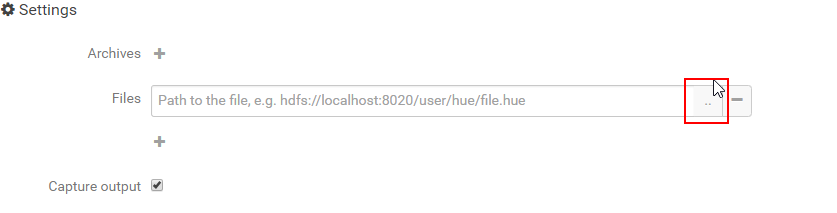 Settings
Archives
Files Path to the file, e.g. hdfs://localhost:8020/user/hue/file.hue ..
Capture output